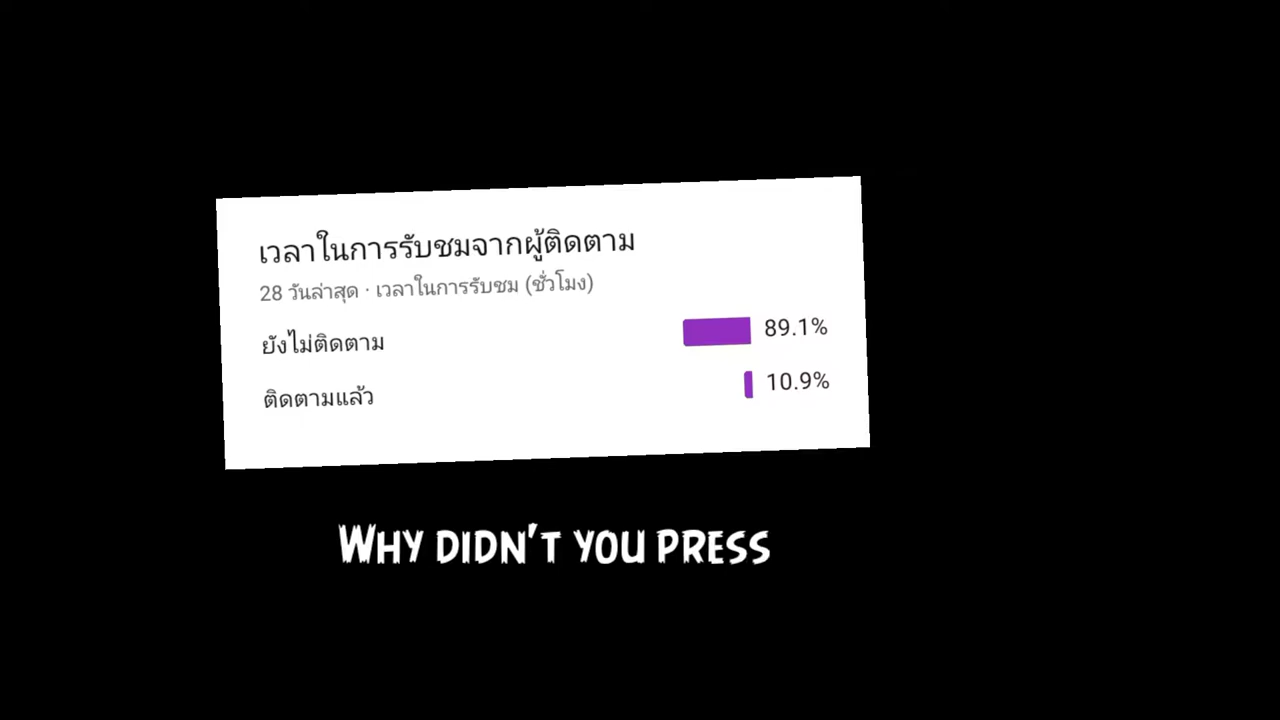 เวลาในการรับชมจากผู้ติดตาม
28 วันล่าสุด · เวลาในการรับชม (ชั่วโมง)
ยังไม่ติดตาม 89.1%
ติดตามแล้ว 10.9%
WHY DIDN'T YOU PRESS